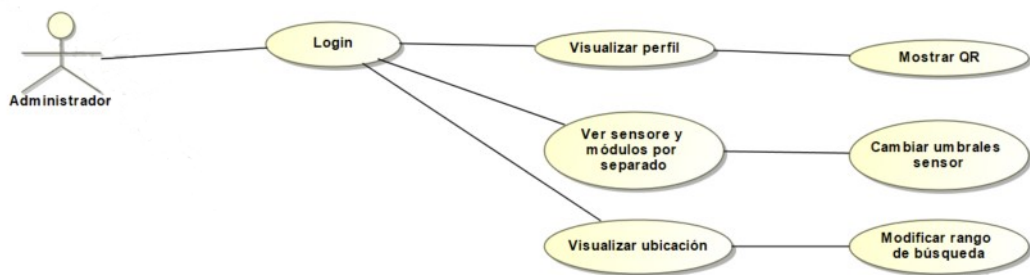 Administrador
Login
Visualizar perfil
Mostrar QR
Ver sensore y
módulos por
separado
Cambiar umbrales
sensor
Visualizar ubicación
Modificar rango
de búsqueda